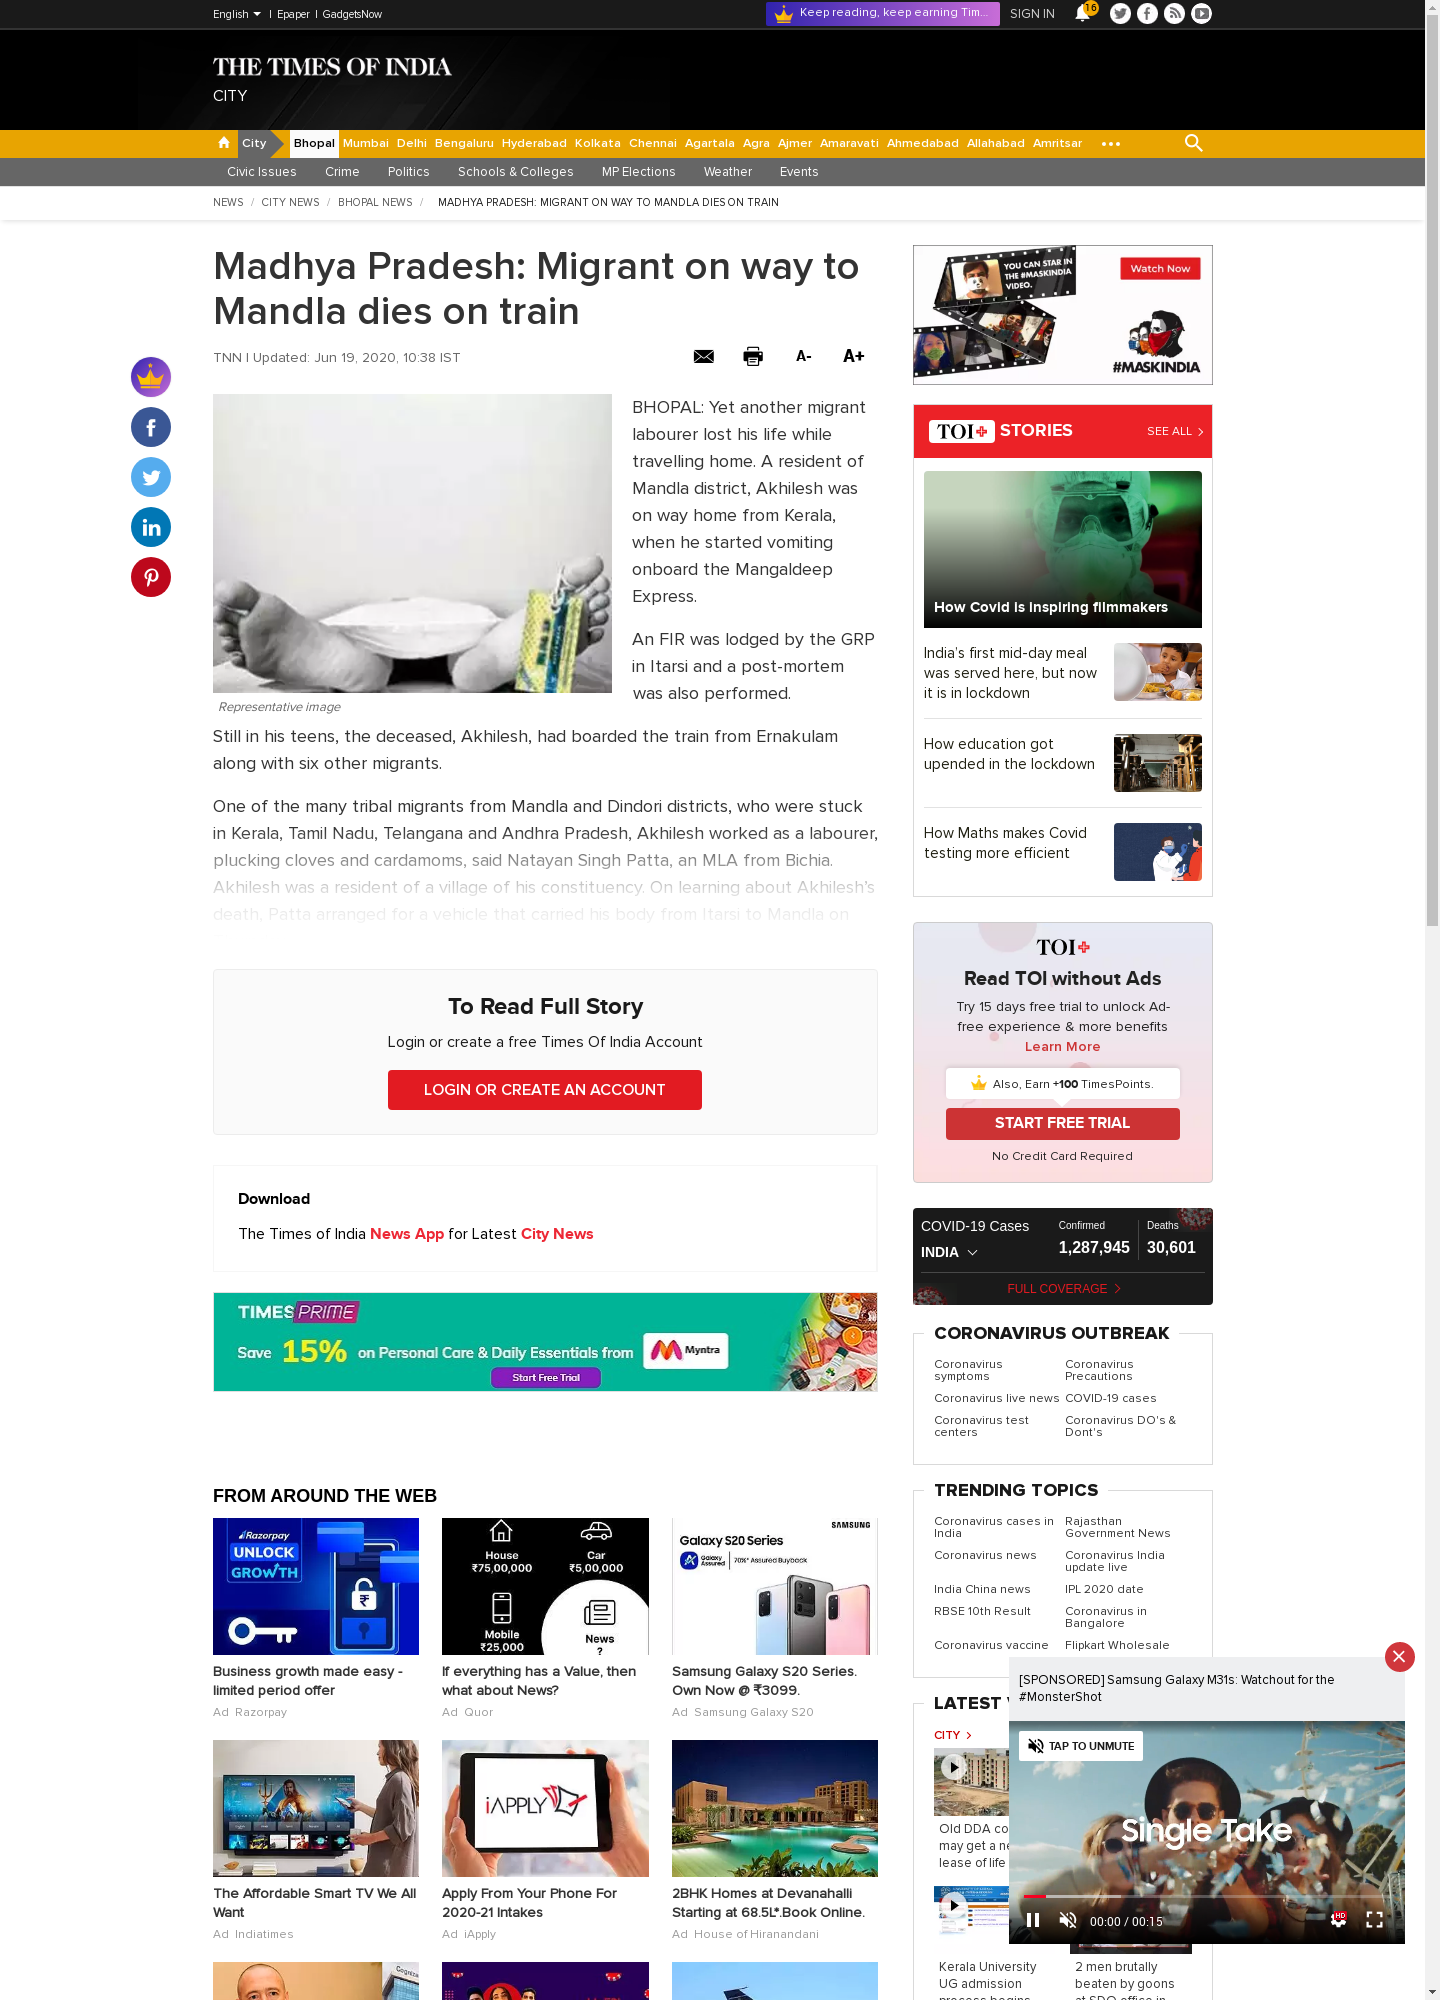 English | Epaper | GadgetsNow
Keep reading, keep earning Tim...
SIGN IN
16
THE TIMES OF INDIA
CITY
City Bhopal Mumbai Delhi Bengaluru Hyderabad Kolkata Chennai Agartala Agra Ajmer Amaravati Ahmedabad Allahabad Amritsar
Civic Issues Crime Politics Schools & Colleges MP Elections Weather Events
NEWS / CITY NEWS / BHOPAL NEWS / MADHYA PRADESH: MIGRANT ON WAY TO MANDLA DIES ON TRAIN
Madhya Pradesh: Migrant on way to
Mandla dies on train
TNN | Updated: Jun 19, 2020, 10:38 IST
A- A+
Representative image
BHOPAL: Yet another migrant
labourer lost his life while
travelling home. A resident of
Mandla district, Akhilesh was
on way home from Kerala,
when he started vomiting
onboard the Mangaldeep
Express.
An FIR was lodged by the GRP
in Itarsi and a post-mortem
was also performed.
Still in his teens, the deceased, Akhilesh, had boarded the train from Ernakulam
along with six other migrants.
One of the many tribal migrants from Mandla and Dindori districts, who were stuck
in Kerala, Tamil Nadu, Telangana and Andhra Pradesh, Akhilesh worked as a labourer,
plucking cloves and cardamoms, said Natayan Singh Patta, an MLA from Bichia.
Akhilesh was a resident of a village of his constituency. On learning about Akhilesh's
death, Patta arranged for a vehicle that carried his body from Itarsi to Mandla on
To Read Full Story
Login or create a free Times Of India Account
LOGIN OR CREATE AN ACCOUNT
Download
The Times of India News App for Latest City News
TIMES PRIME
Save 15% on Personal Care & Daily Essentials from Myntra
Start Free Trial
FROM AROUND THE WEB
Razorpay
UNLOCK
GROWTH
Business growth made easy -
limited period offer
Ad Razorpay
House
₹75,00,000
Car
₹5,00,000
Mobile
₹25,000
News
?
If everything has a Value, then
what about News?
Ad Quor
SAMSUNG
Galaxy S20 Series
Galaxy Assured
70%* Assured Buyback
Samsung Galaxy S20 Series.
Own Now @ ₹3099.
Ad Samsung Galaxy S20
The Affordable Smart TV We All
Want
Ad Indiatimes
iAPPLY
Apply From Your Phone For
2020-21 Intakes
Ad iApply
2BHK Homes at Devanahalli
Starting at 68.5L*.Book Online.
Ad House of Hiranandani
YOU CAN STAR IN
THE #MASKINDIA
VIDEO.
Watch Now
#MASKINDIA
TOI+ STORIES
SEE ALL
How Covid is inspiring filmmakers
India's first mid-day meal
was served here, but now
it is in lockdown
How education got
upended in the lockdown
How Maths makes Covid
testing more efficient
TOI+
Read TOI without Ads
Try 15 days free trial to unlock Ad-
free experience & more benefits
Learn More
Also, Earn +100 TimesPoints.
START FREE TRIAL
No Credit Card Required
COVID-19 Cases
INDIA
Confirmed
1,287,945
Deaths
30,601
FULL COVERAGE
CORONAVIRUS OUTBREAK
Coronavirus
symptoms
Coronavirus
Precautions
Coronavirus live news
COVID-19 cases
Coronavirus test
centers
Coronavirus DO's &
Dont's
TRENDING TOPICS
Coronavirus cases in
India
Rajasthan
Government News
Coronavirus news
Coronavirus India
update live
India China news
IPL 2020 date
RBSE 10th Result
Coronavirus in
Bangalore
Coronavirus vaccine
Flipkart Wholesale
LATEST V
CITY
Old DDA co
may get a ne
lease of life
Kerala University
UG admission
process begins
2 men brutally
beaten by goons
at SDO office in
[SPONSORED] Samsung Galaxy M31s: Watchout for the
#MonsterShot
TAP TO UNMUTE
Single Take
00:00 / 00:15
HD